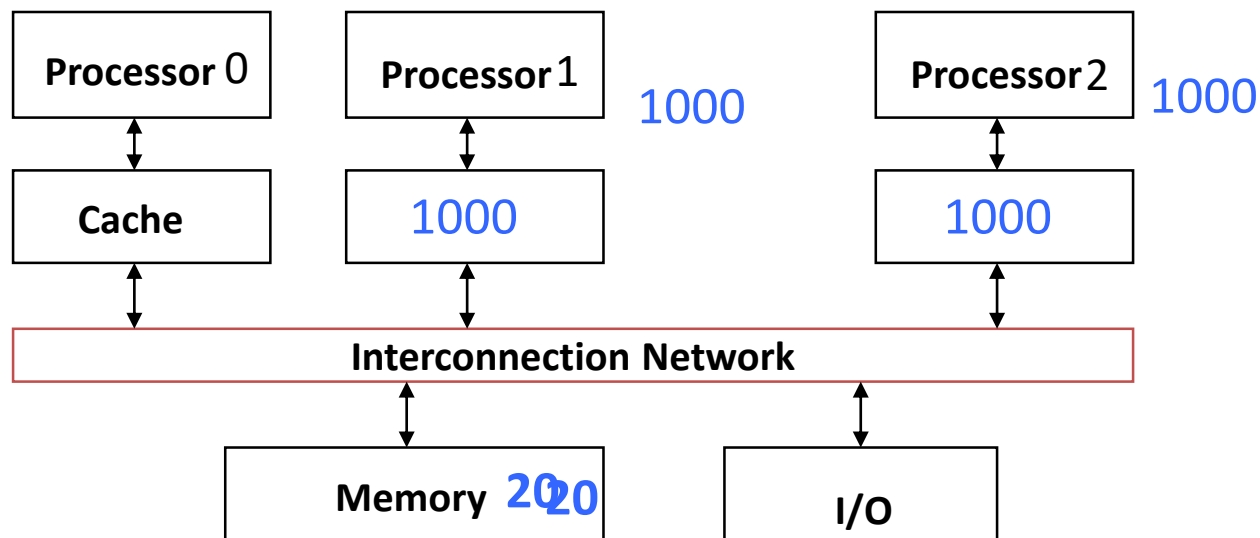 Processor 0
Processor 1
1000
Processor 2
1000
Cache
1000
1000
Interconnection Network
Memory 20 20
I/O